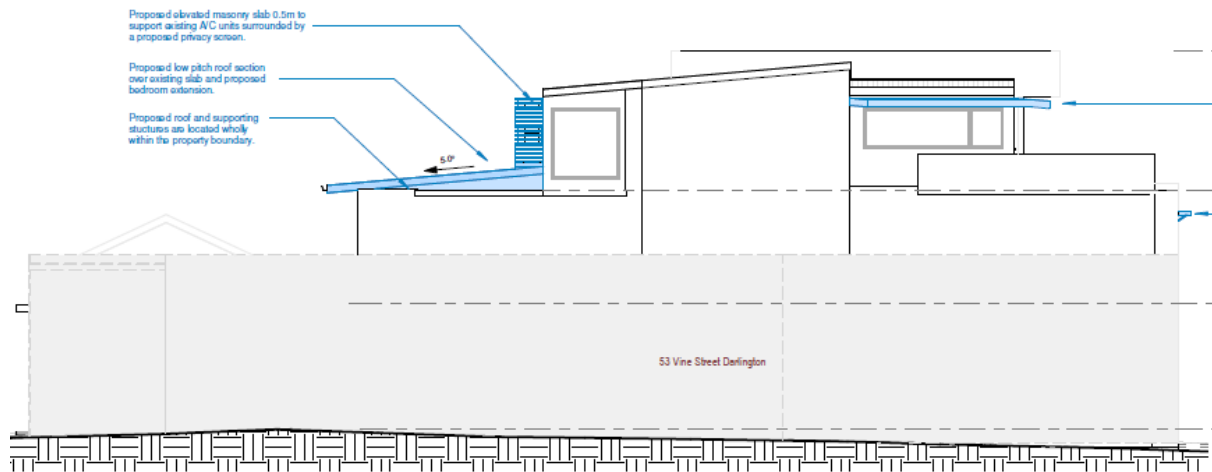 Proposed elevated masonry slab 0.5m to
support existing A/C units surrounded by
a proposed privacy screen.
Proposed low pitch roof section
over existing slab and proposed
bedroom extension.
Proposed roof and supporting
stuctures are located wholly
within the property boundary.
5.0°
53 Vine Street Darlington